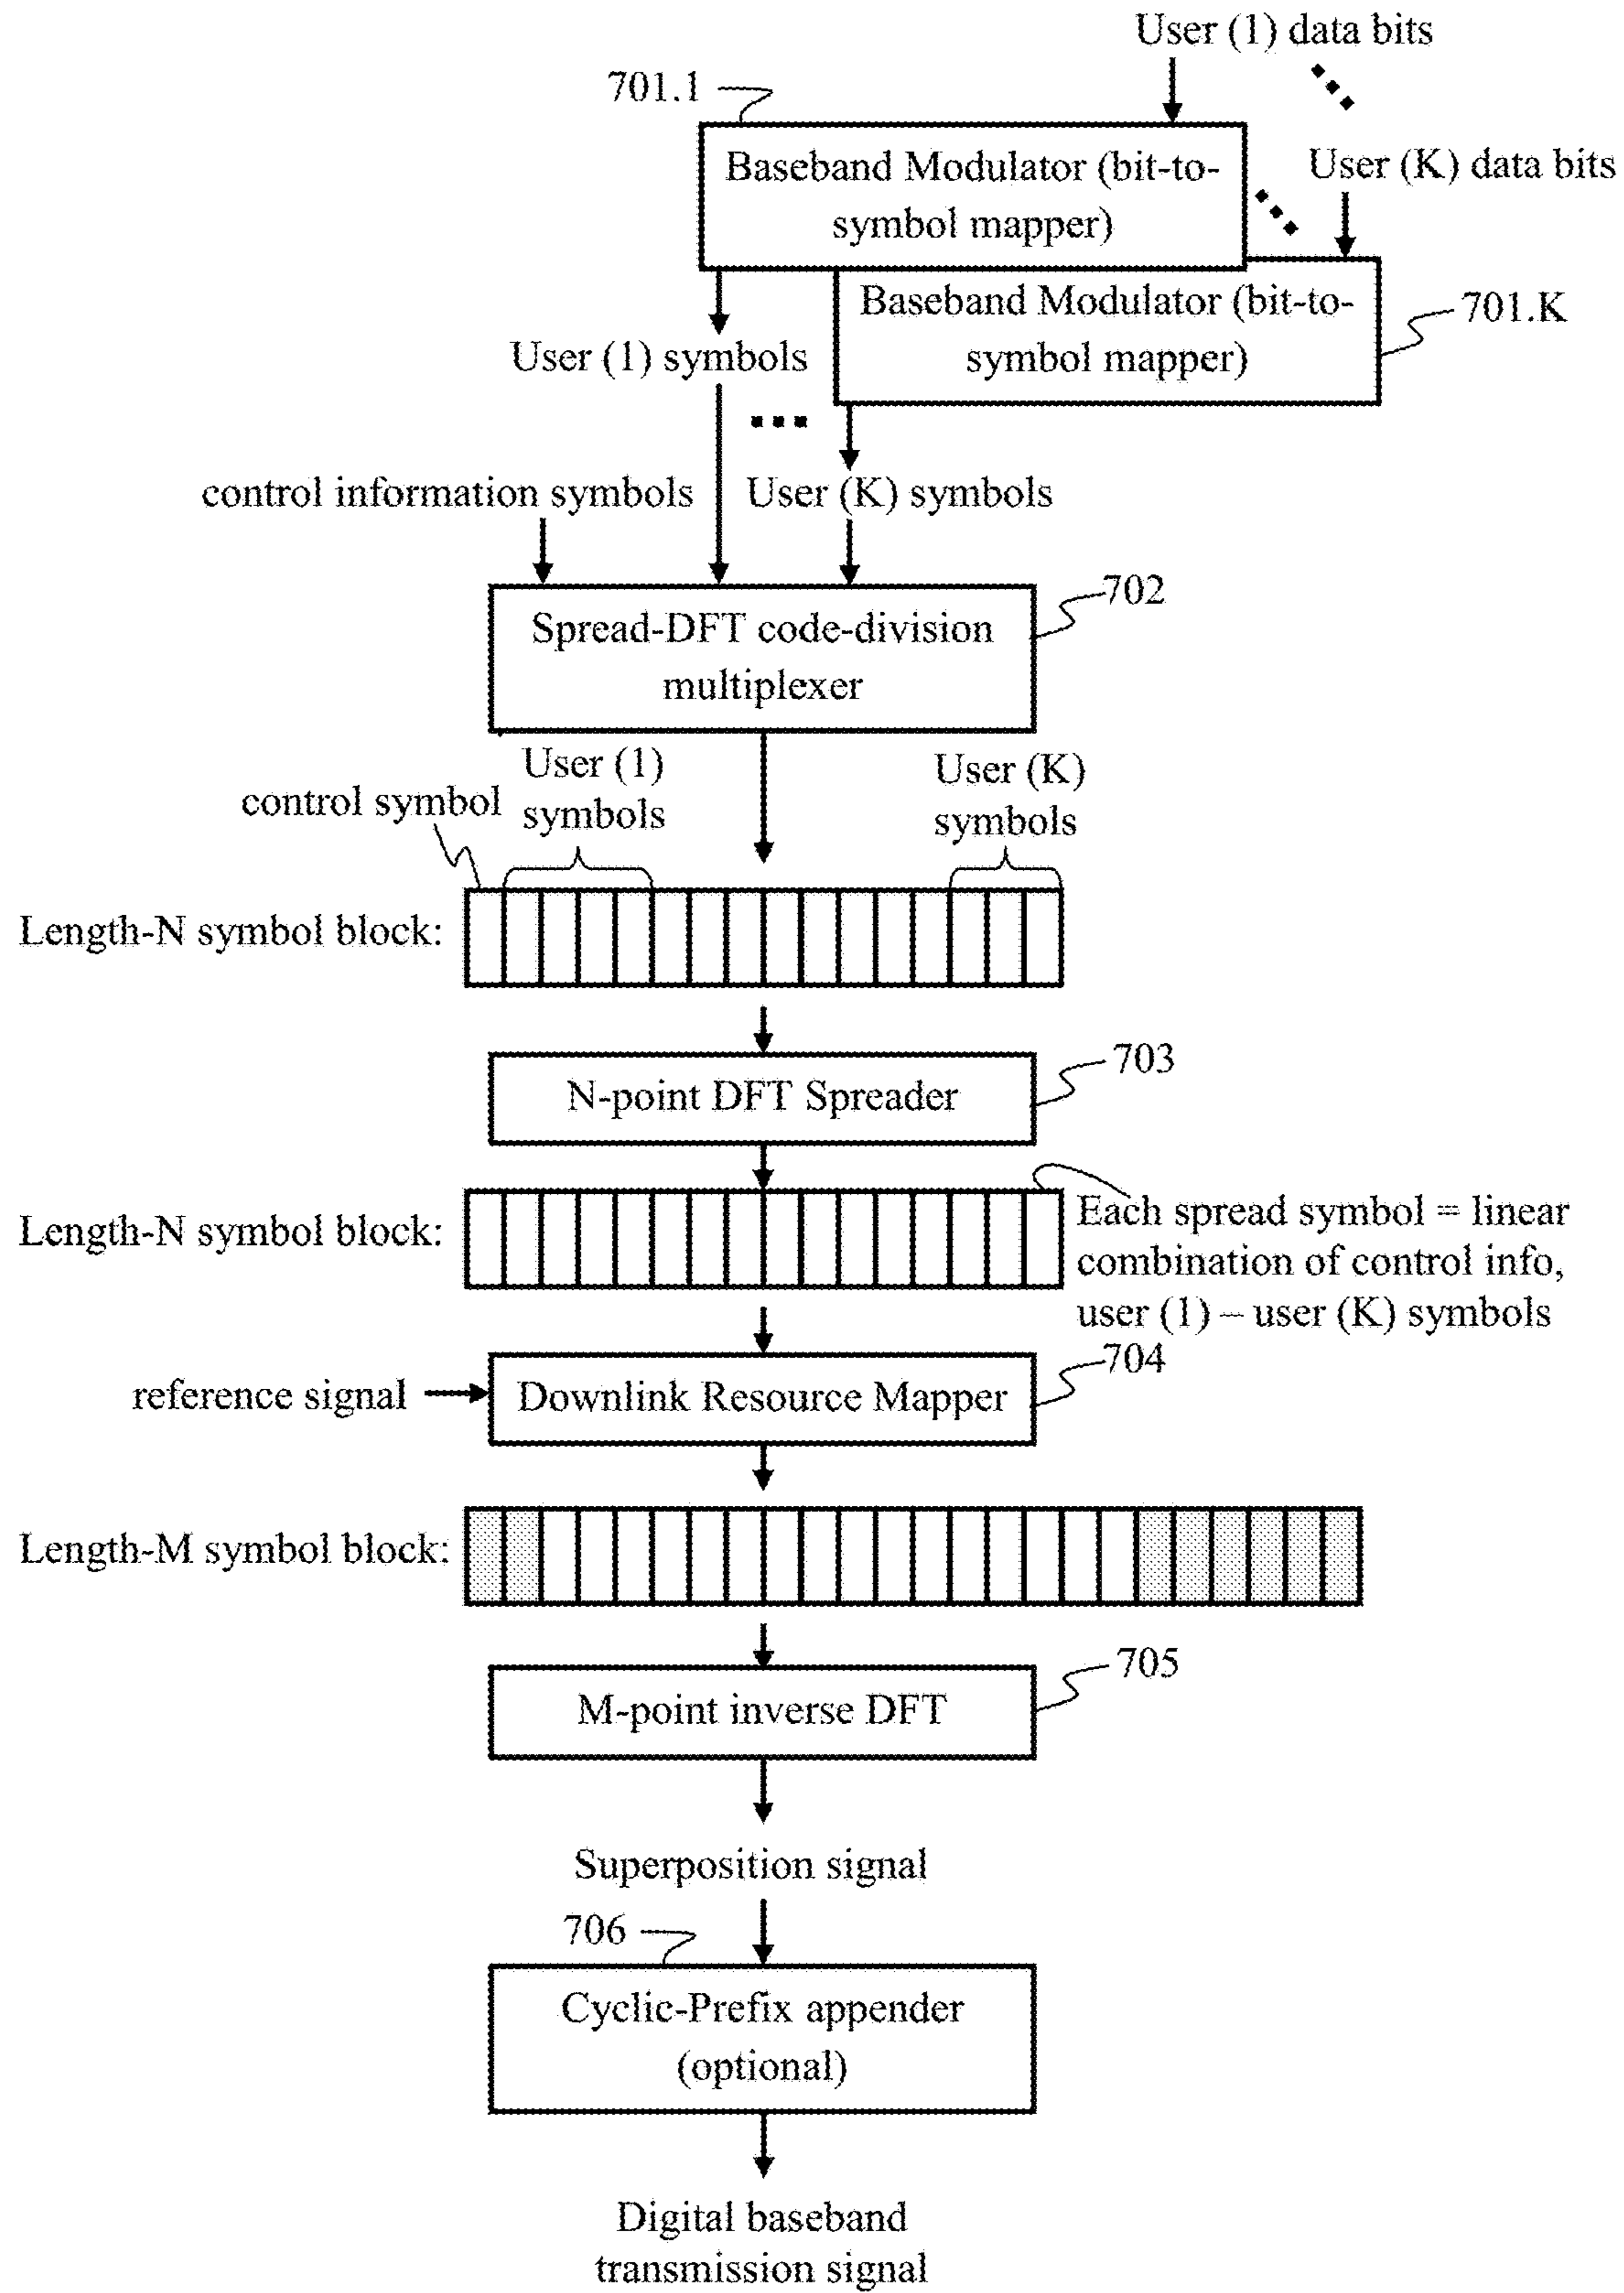 User (1) data bits
701.1
Baseband Modulator (bit-to-
symbol mapper)
User (K) data bits
Baseband Modulator (bit-to-
symbol mapper)
701.K
User (1) symbols
control information symbols
User (K) symbols
702
Spread-DFT code-division
multiplexer
control symbol
User (1)
symbols
User (K)
symbols
Length-N symbol block:
703
N-point DFT Spreader
Length-N symbol block:
Each spread symbol = linear
combination of control info,
user (1) – user (K) symbols
704
reference signal
Downlink Resource Mapper
Length-M symbol block:
705
M-point inverse DFT
Superposition signal
706
Cyclic-Prefix appender
(optional)
Digital baseband
transmission signal